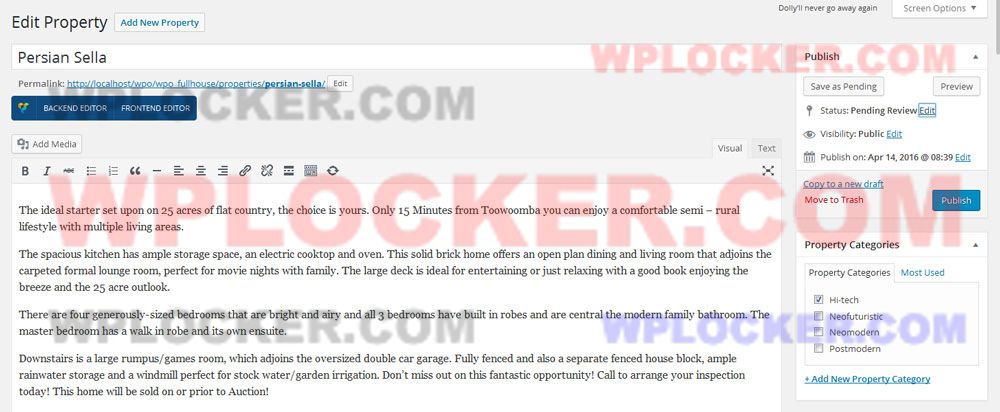 Dolly'll never go away again
Screen Options
Edit Property
Add New Property
Persian Sella
Permalink: http://localhost/wpo/wpo_fullhouse/properties/persian-sella/ Edit
BACKEND EDITOR FRONTEND EDITOR
Add Media
Visual Text
B I ABC
The ideal starter set upon on 25 acres of flat country, the choice is yours. Only 15 Minutes from Toowoomba you can enjoy a comfortable semi – rural
lifestyle with multiple living areas.
The spacious kitchen has ample storage space, an electric cooktop and oven. This solid brick home offers an open plan dining and living room that adjoins the
carpeted formal lounge room, perfect for movie nights with family. The large deck is ideal for entertaining or just relaxing with a good book enjoying the
breeze and the 25 acre outlook.
There are four generously-sized bedrooms that are bright and airy and all 3 bedrooms have built in robes and are central the modern family bathroom. The
master bedroom has a walk in robe and its own ensuite.
Downstairs is a large rumpus/games room, which adjoins the oversized double car garage. Fully fenced and also a separate fenced house block, ample
rainwater storage and a windmill perfect for stock water/garden irrigation. Don't miss out on this fantastic opportunity! Call to arrange your inspection
today! This home will be sold on or prior to Auction!
Publish
Save as Pending Preview
Status: Pending Review Edit
Visibility: Public Edit
Publish on: Apr 14, 2016 @ 08:39 Edit
Copy to a new draft
Move to Trash
Publish
Property Categories
Property Categories Most Used
Hi-tech
Neofuturistic
Neomodern
Postmodern
+ Add New Property Category
WPLOCKER.COM
WPLOCKER.COM
WPLOCKER.COM
WPLOCKER.COM
WPLOCKER.COM